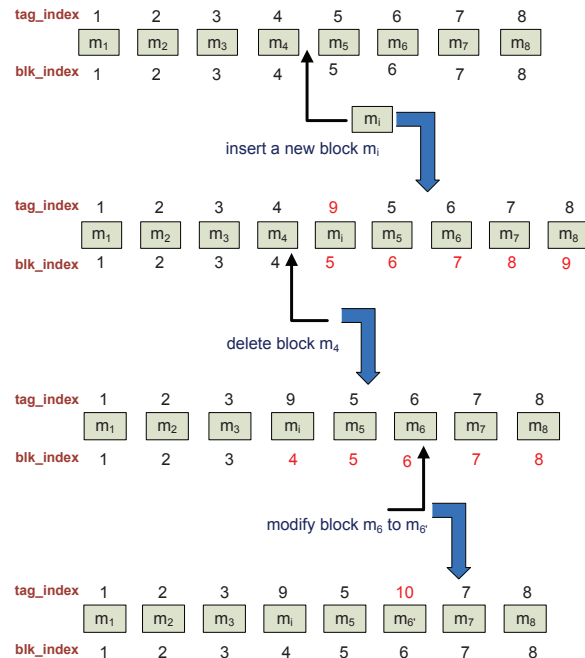 tag_index 1 2 3 4 5 6 7 8
m₁ m₂ m₃ m₄ m₅ m₆ m₇ m₈
blk_index 1 2 3 4 5 6 7 8
mᵢ
insert a new block mᵢ
tag_index 1 2 3 4 9 5 6 7 8
m₁ m₂ m₃ m₄ mᵢ m₅ m₆ m₇ m₈
blk_index 1 2 3 4 5 6 7 8 9
delete block m₄
tag_index 1 2 3 9 5 6 7 8
m₁ m₂ m₃ mᵢ m₅ m₆ m₇ m₈
blk_index 1 2 3 4 5 6 7 8
modify block m₆ to m₆'
tag_index 1 2 3 9 5 10 7 8
m₁ m₂ m₃ mᵢ m₅ m₆' m₇ m₈
blk_index 1 2 3 4 5 6 7 8